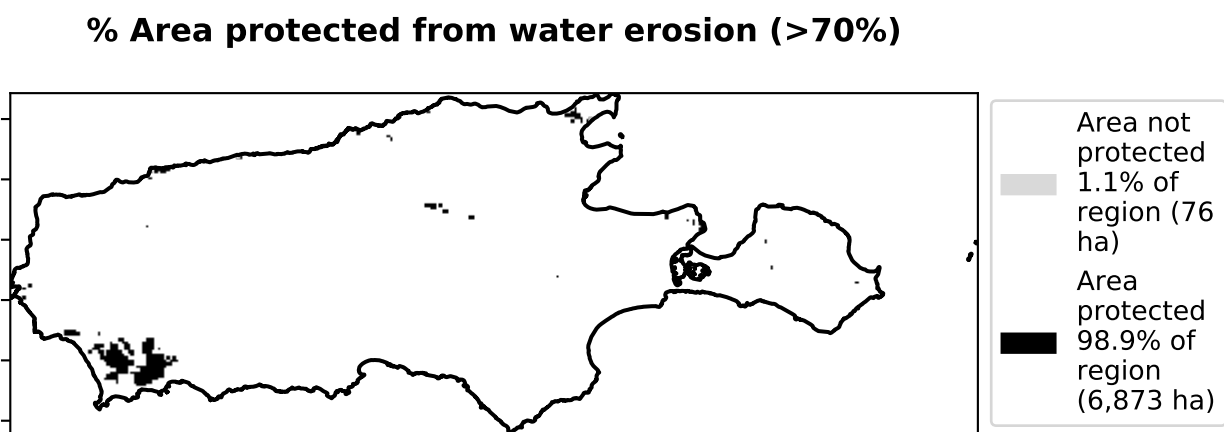 % Area protected from water erosion (>70%)
Area not
protected
1.1% of
region (76
ha)
Area
protected
98.9% of
region
(6,873 ha)